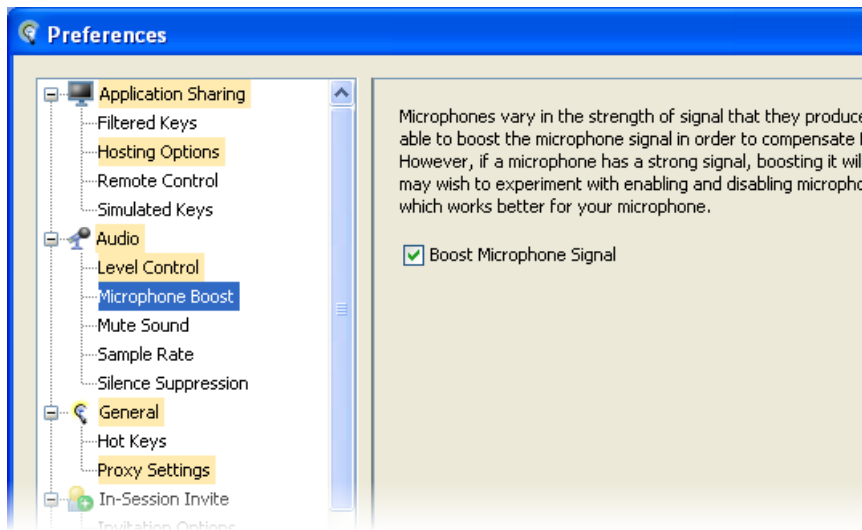 Preferences
Application Sharing
Filtered Keys
Hosting Options
Remote Control
Simulated Keys
Audio
Level Control
Microphone Boost
Mute Sound
Sample Rate
Silence Suppression
General
Hot Keys
Proxy Settings
In-Session Invite
Invitation Options
Microphones vary in the strength of signal that they produce
able to boost the microphone signal in order to compensate
However, if a microphone has a strong signal, boosting it wil
may wish to experiment with enabling and disabling micropho
which works better for your microphone.
Boost Microphone Signal